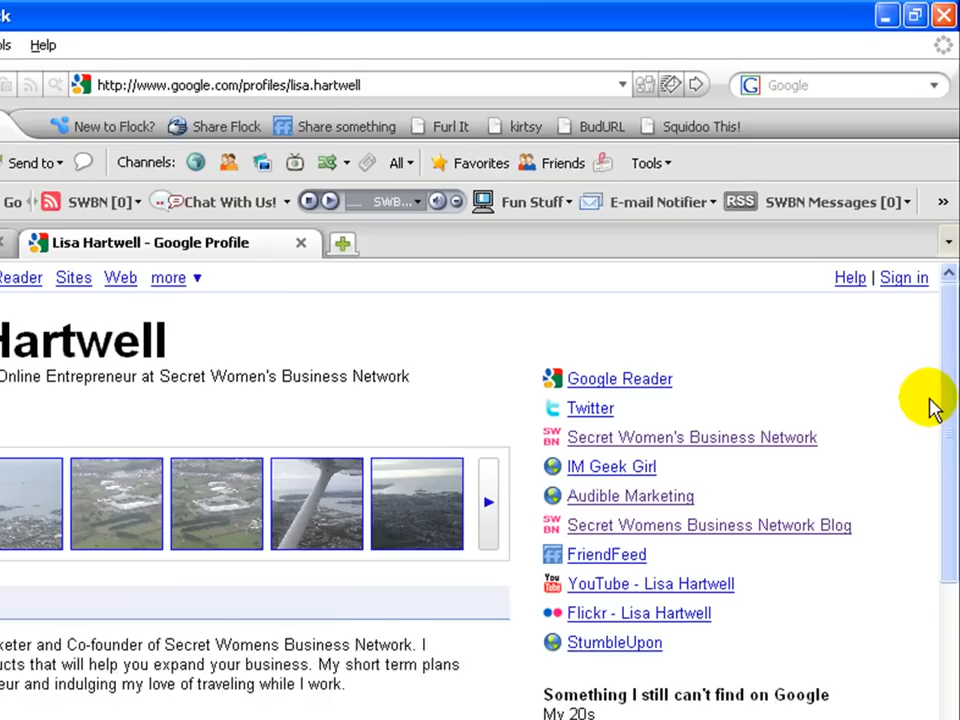 ck
ols Help
http://www.google.com/profiles/lisa.hartwell Google
New to Flock? Share Flock Share something Furl It kirtsy BudURL Squidoo This!
Send to Channels: All Favorites Friends Tools
Go SWBN [0] Chat With Us! SWB... Fun Stuff E-mail Notifier RSS SWBN Messages [0] »
Lisa Hartwell - Google Profile
Reader Sites Web more ▼ Help | Sign in
Hartwell
Online Entrepreneur at Secret Women's Business Network
Google Reader
Twitter
SWBN Secret Women's Business Network
IM Geek Girl
Audible Marketing
SWBN Secret Womens Business Network Blog
FriendFeed
You Tube YouTube - Lisa Hartwell
Flickr - Lisa Hartwell
StumbleUpon
keter and Co-founder of Secret Womens Business Network. I
ucts that will help you expand your business. My short term plans
eur and indulging my love of traveling while I work.
Something I still can't find on Google
My 20s